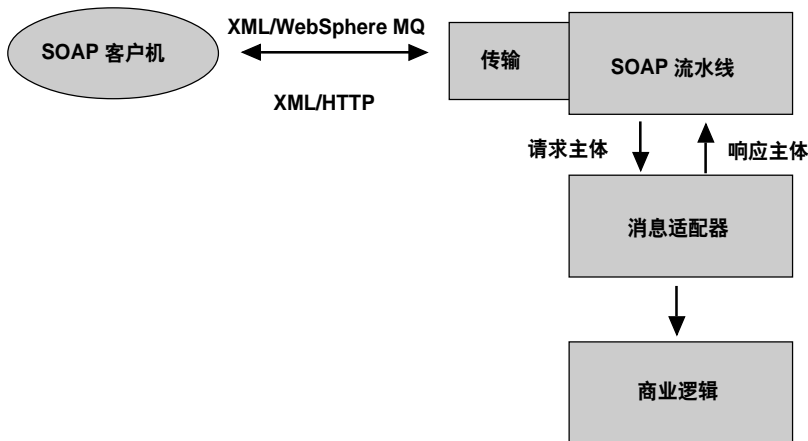 SOAP 客户机
XML/WebSphere MQ
XML/HTTP
传输
SOAP 流水线
请求主体
响应主体
消息适配器
商业逻辑